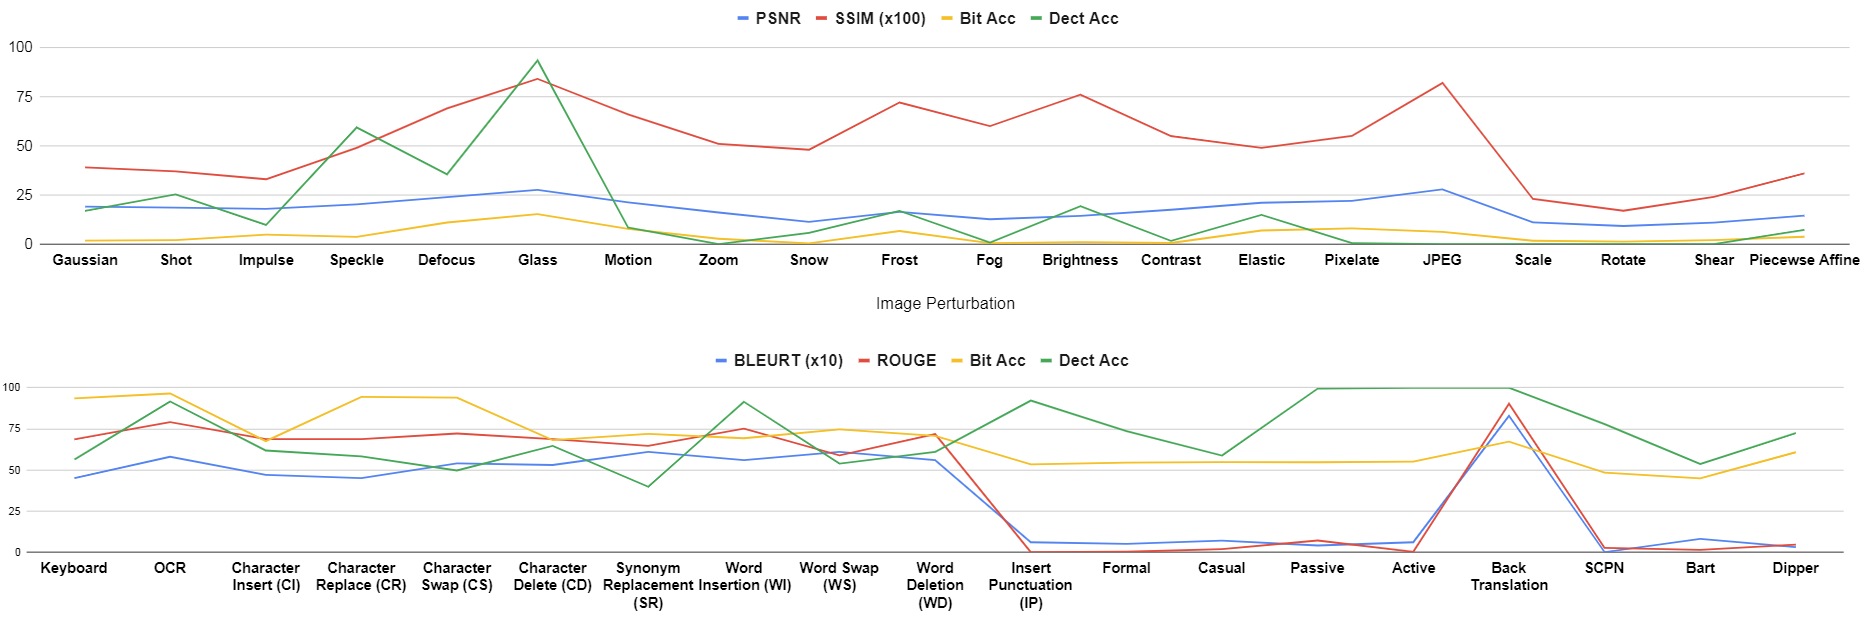 PSNR SSIM (x100) Bit Acc Dect Acc
100
75
50
25
0
Gaussian Shot Impulse Speckle Defocus Glass Motion Zoom Snow Frost Fog Brightness Contrast Elastic Pixelate JPEG Scale Rotate Shear Piecewse Affine
Image Perturbation
BLEURT (x10) ROUGE Bit Acc Dect Acc
100
75
50
25
0
Keyboard OCR Character Character Character Character Synonym Word Word Swap Word Insert Formal Casual Passive Active Back SCPN Bart Dipper
Insert (CI) Replace (CR) Swap (CS) Delete (CD) Replacement Insertion (WI) (WS) Deletion Punctuation Translation
(SR) (WD) (IP)